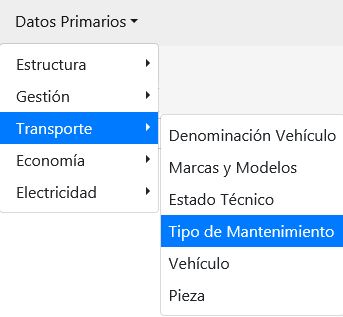 Datos Primarios
Estructura
Gestión
Transporte
Economía
Electricidad
Denominación Vehículo
Marcas y Modelos
Estado Técnico
Tipo de Mantenimiento
Vehículo
Pieza